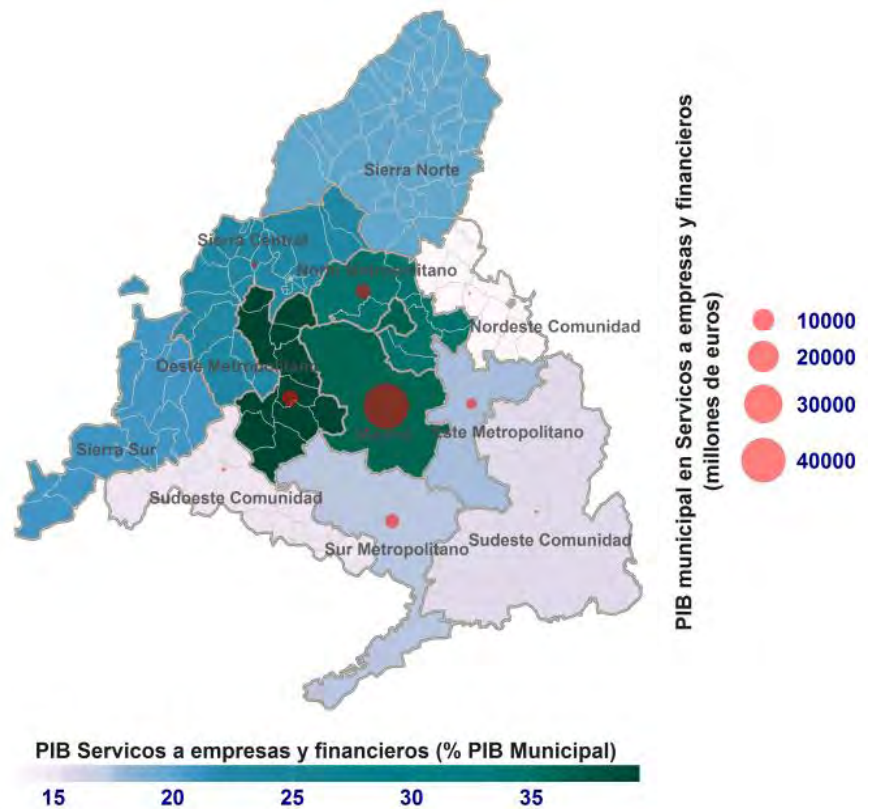 Sierra Norte
Sierra Central
Norte Metropolitano
Nordeste Comunidad
Oeste Metropolitano
Este Metropolitano
Sierra Sur
Sudoeste Comunidad
Sur Metropolitano
Sudeste Comunidad
PIB municipal en Servicos a empresas y financieros
(millones de euros)
10000
20000
30000
40000
PIB Servicos a empresas y financieros (% PIB Municipal)
15 20 25 30 35